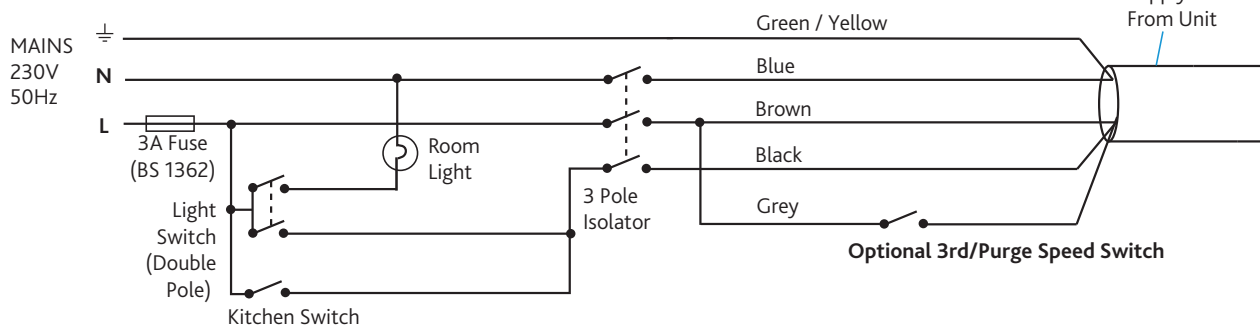 From Unit
Green / Yellow
MAINS
230V
50Hz
N
Blue
L
Brown
3A Fuse
(BS 1362)
Room
Light
Black
3 Pole
Isolator
Light
Switch
(Double
Pole)
Grey
Optional 3rd/Purge Speed Switch
Kitchen Switch